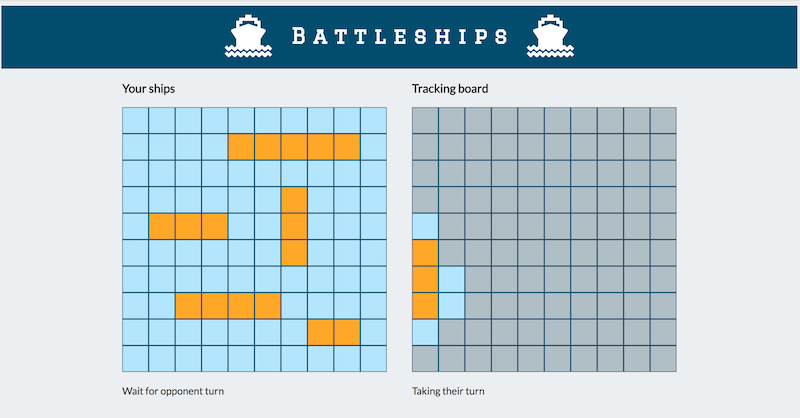 Battleships
Your ships
Tracking board
Wait for opponent turn
Taking their turn